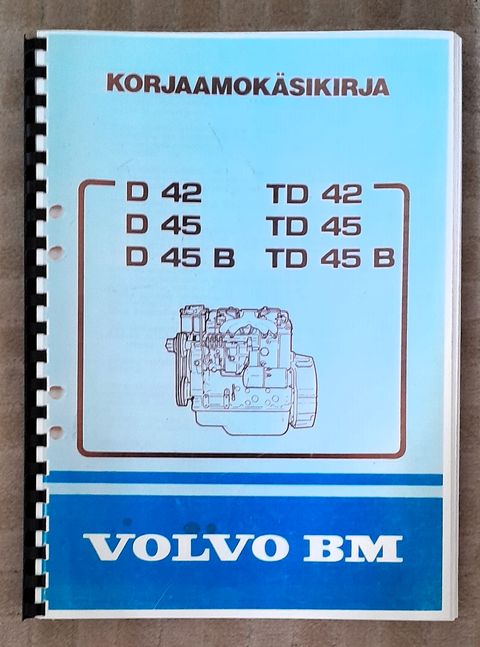 KORJAAMOKÄSIKIRJA
D 42 TD 42
D 45 TD 45
D 45 B TD 45 B
VOLVO BM